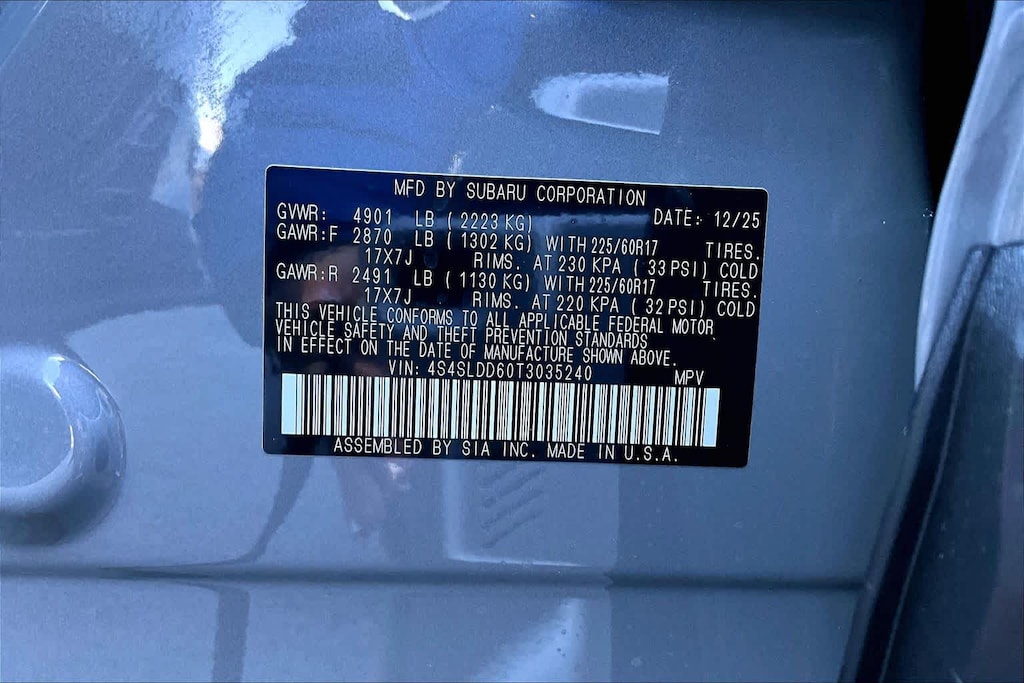 MFD BY SUBARU CORPORATION
GVWR: 4901 LB ( 2223 KG) DATE: 12/25
GAWR:F 2870 LB ( 1302 KG) WITH 225/60R17 TIRES.
17X7J RIMS. AT 230 KPA ( 33 PSI) COLD
GAWR:R 2491 LB ( 1130 KG) WITH 225/60R17 TIRES.
17X7J RIMS. AT 220 KPA ( 32 PSI) COLD
THIS VEHICLE CONFORMS TO ALL APPLICABLE FEDERAL MOTOR
VEHICLE SAFETY AND THEFT PREVENTION STANDARDS
IN EFFECT ON THE DATE OF MANUFACTURE SHOWN ABOVE.
VIN: 4S4SLDD60T3035240 MPV
ASSEMBLED BY SIA INC. MADE IN U.S.A.